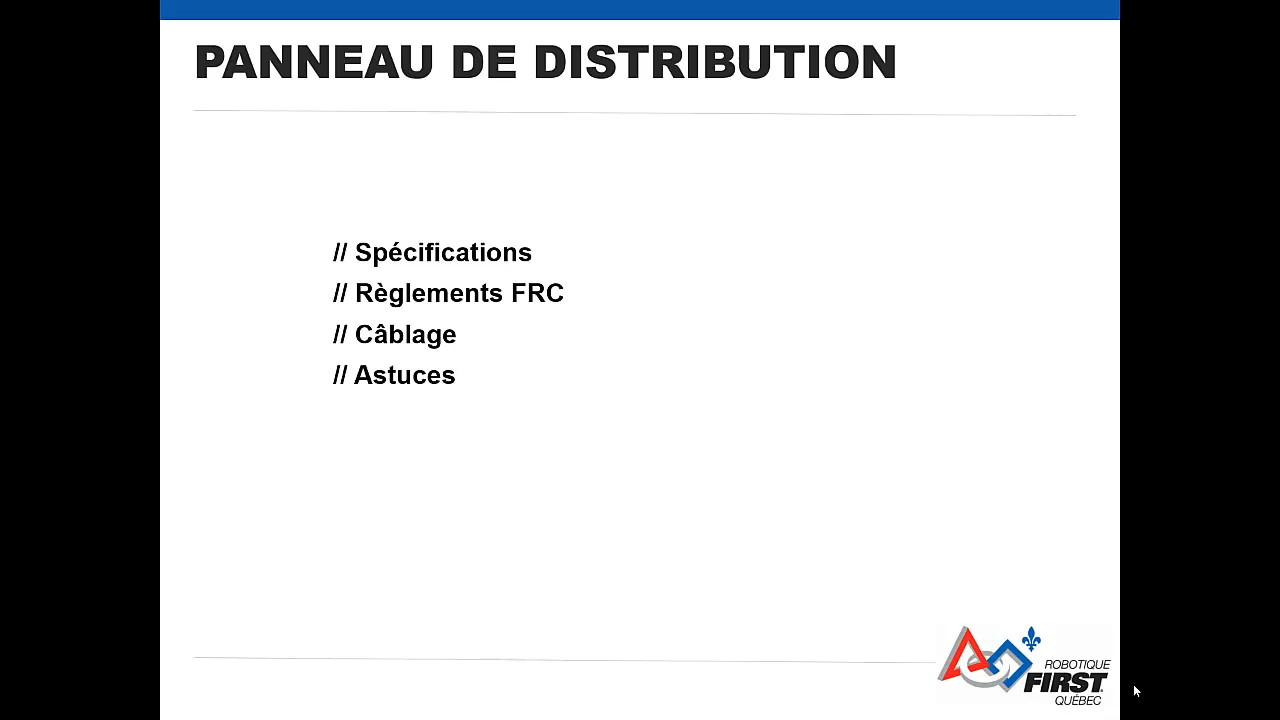 PANNEAU DE DISTRIBUTION
// Spécifications
// Règlements FRC
// Câblage
// Astuces
ROBOTIQUE
FIRST
QUÉBEC